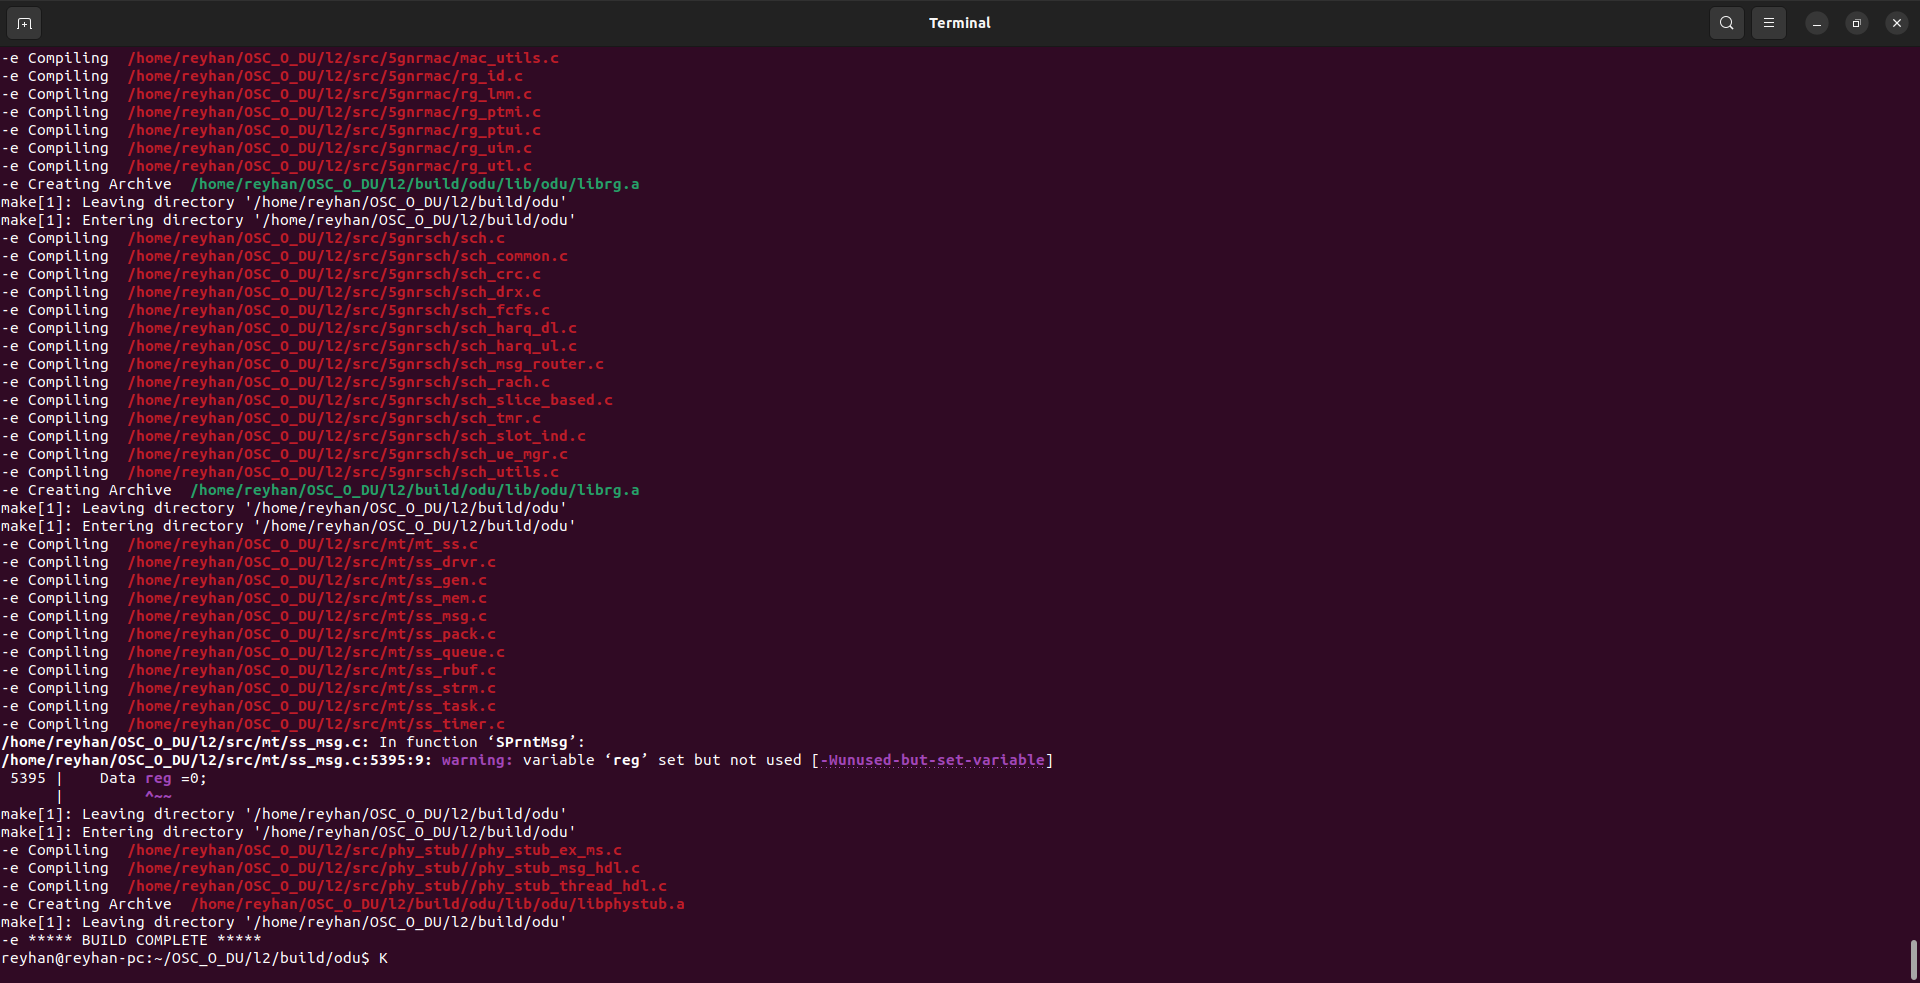 Terminal
-e Compiling  /home/reyhan/OSC_O_DU/l2/src/5gnrmac/mac_utils.c
-e Compiling  /home/reyhan/OSC_O_DU/l2/src/5gnrmac/rg_id.c
-e Compiling  /home/reyhan/OSC_O_DU/l2/src/5gnrmac/rg_lmm.c
-e Compiling  /home/reyhan/OSC_O_DU/l2/src/5gnrmac/rg_ptmi.c
-e Compiling  /home/reyhan/OSC_O_DU/l2/src/5gnrmac/rg_ptui.c
-e Compiling  /home/reyhan/OSC_O_DU/l2/src/5gnrmac/rg_uim.c
-e Compiling  /home/reyhan/OSC_O_DU/l2/src/5gnrmac/rg_utl.c
-e Creating Archive  /home/reyhan/OSC_O_DU/l2/build/odu/lib/odu/librg.a
make[1]: Leaving directory '/home/reyhan/OSC_O_DU/l2/build/odu'
make[1]: Entering directory '/home/reyhan/OSC_O_DU/l2/build/odu'
-e Compiling  /home/reyhan/OSC_O_DU/l2/src/5gnrsch/sch.c
-e Compiling  /home/reyhan/OSC_O_DU/l2/src/5gnrsch/sch_common.c
-e Compiling  /home/reyhan/OSC_O_DU/l2/src/5gnrsch/sch_crc.c
-e Compiling  /home/reyhan/OSC_O_DU/l2/src/5gnrsch/sch_drx.c
-e Compiling  /home/reyhan/OSC_O_DU/l2/src/5gnrsch/sch_fcfs.c
-e Compiling  /home/reyhan/OSC_O_DU/l2/src/5gnrsch/sch_harq_dl.c
-e Compiling  /home/reyhan/OSC_O_DU/l2/src/5gnrsch/sch_harq_ul.c
-e Compiling  /home/reyhan/OSC_O_DU/l2/src/5gnrsch/sch_msg_router.c
-e Compiling  /home/reyhan/OSC_O_DU/l2/src/5gnrsch/sch_rach.c
-e Compiling  /home/reyhan/OSC_O_DU/l2/src/5gnrsch/sch_slice_based.c
-e Compiling  /home/reyhan/OSC_O_DU/l2/src/5gnrsch/sch_tmr.c
-e Compiling  /home/reyhan/OSC_O_DU/l2/src/5gnrsch/sch_slot_ind.c
-e Compiling  /home/reyhan/OSC_O_DU/l2/src/5gnrsch/sch_ue_mgr.c
-e Compiling  /home/reyhan/OSC_O_DU/l2/src/5gnrsch/sch_utils.c
-e Creating Archive  /home/reyhan/OSC_O_DU/l2/build/odu/lib/odu/librg.a
make[1]: Leaving directory '/home/reyhan/OSC_O_DU/l2/build/odu'
make[1]: Entering directory '/home/reyhan/OSC_O_DU/l2/build/odu'
-e Compiling  /home/reyhan/OSC_O_DU/l2/src/mt/mt_ss.c
-e Compiling  /home/reyhan/OSC_O_DU/l2/src/mt/ss_drvr.c
-e Compiling  /home/reyhan/OSC_O_DU/l2/src/mt/ss_gen.c
-e Compiling  /home/reyhan/OSC_O_DU/l2/src/mt/ss_mem.c
-e Compiling  /home/reyhan/OSC_O_DU/l2/src/mt/ss_msg.c
-e Compiling  /home/reyhan/OSC_O_DU/l2/src/mt/ss_pack.c
-e Compiling  /home/reyhan/OSC_O_DU/l2/src/mt/ss_queue.c
-e Compiling  /home/reyhan/OSC_O_DU/l2/src/mt/ss_rbuf.c
-e Compiling  /home/reyhan/OSC_O_DU/l2/src/mt/ss_strm.c
-e Compiling  /home/reyhan/OSC_O_DU/l2/src/mt/ss_task.c
-e Compiling  /home/reyhan/OSC_O_DU/l2/src/mt/ss_timer.c
/home/reyhan/OSC_O_DU/l2/src/mt/ss_msg.c: In function ‘SPrntMsg’:
/home/reyhan/OSC_O_DU/l2/src/mt/ss_msg.c:5395:9: warning: variable ‘reg’ set but not used [-Wunused-but-set-variable]
 5395 |    Data reg =0;
      |         ^~~
make[1]: Leaving directory '/home/reyhan/OSC_O_DU/l2/build/odu'
make[1]: Entering directory '/home/reyhan/OSC_O_DU/l2/build/odu'
-e Compiling  /home/reyhan/OSC_O_DU/l2/src/phy_stub//phy_stub_ex_ms.c
-e Compiling  /home/reyhan/OSC_O_DU/l2/src/phy_stub//phy_stub_msg_hdl.c
-e Compiling  /home/reyhan/OSC_O_DU/l2/src/phy_stub//phy_stub_thread_hdl.c
-e Creating Archive  /home/reyhan/OSC_O_DU/l2/build/odu/lib/odu/libphystub.a
make[1]: Leaving directory '/home/reyhan/OSC_O_DU/l2/build/odu'
-e ***** BUILD COMPLETE *****
reyhan@reyhan-pc:~/OSC_O_DU/l2/build/odu$ K